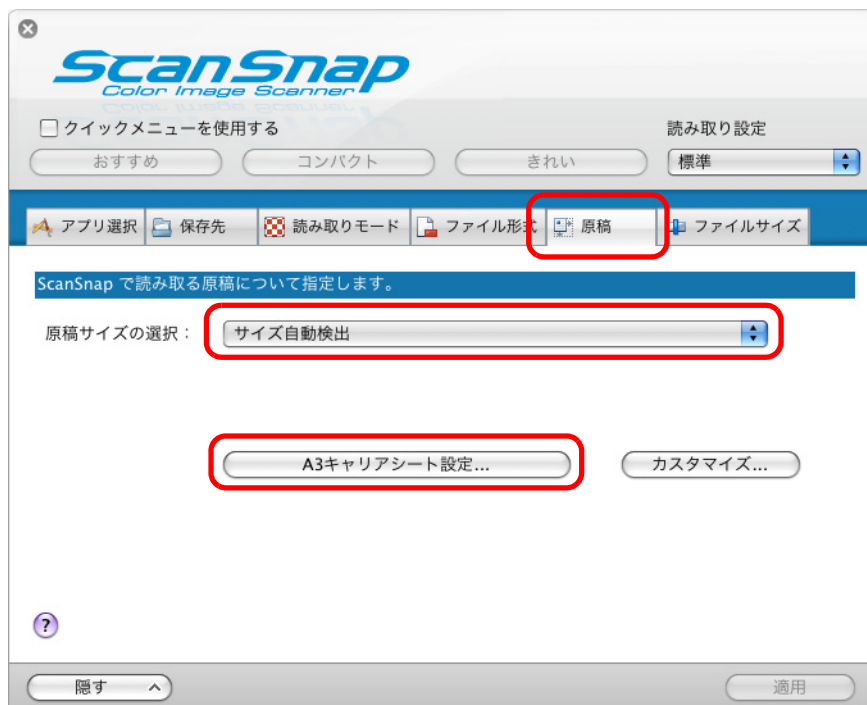 ScanSnap
Color Image Scanner
クイックメニューを使用する
読み取り設定
おすすめ コンパクト きれい 標準
アプリ選択 保存先 読み取りモード ファイル形式 原稿 ファイルサイズ
ScanSnap で読み取る原稿について指定します。
原稿サイズの選択： サイズ自動検出
A3キャリアシート設定... カスタマイズ...
?
隠す 適用